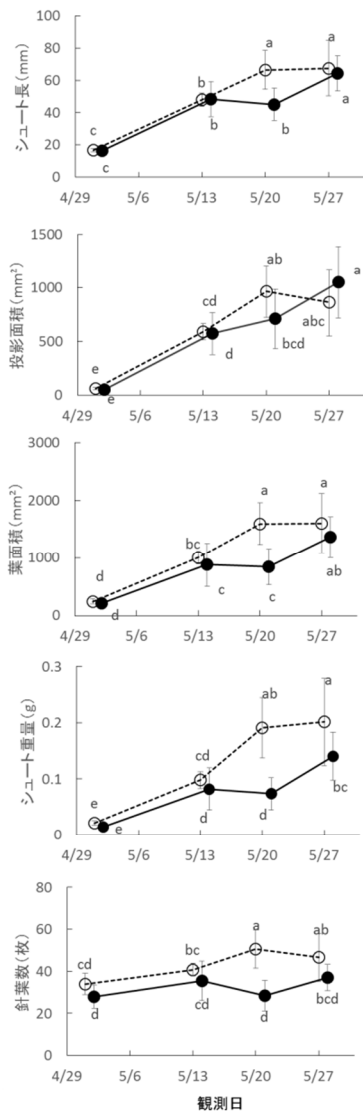 シュート長(mm)
100
80
60
40
20
0
a
a
b
c
c
b
b
a
4/29
5/6
5/13
5/20
5/27
投影面積(mm²)
1500
1000
500
0
ab
a
cd
abc
d
bcd
e
e
4/29
5/6
5/13
5/20
5/27
葉面積(mm²)
3000
2000
1000
0
a
a
bc
d
d
c
c
ab
4/29
5/6
5/13
5/20
5/27
シュート重量(g)
0.3
0.2
0.1
0
a
ab
cd
e
e
d
d
bc
4/29
5/6
5/13
5/20
5/27
針葉数(枚)
80
60
40
20
0
a
ab
bc
cd
d
cd
d
bcd
4/29
5/6
5/13
5/20
5/27
観測日